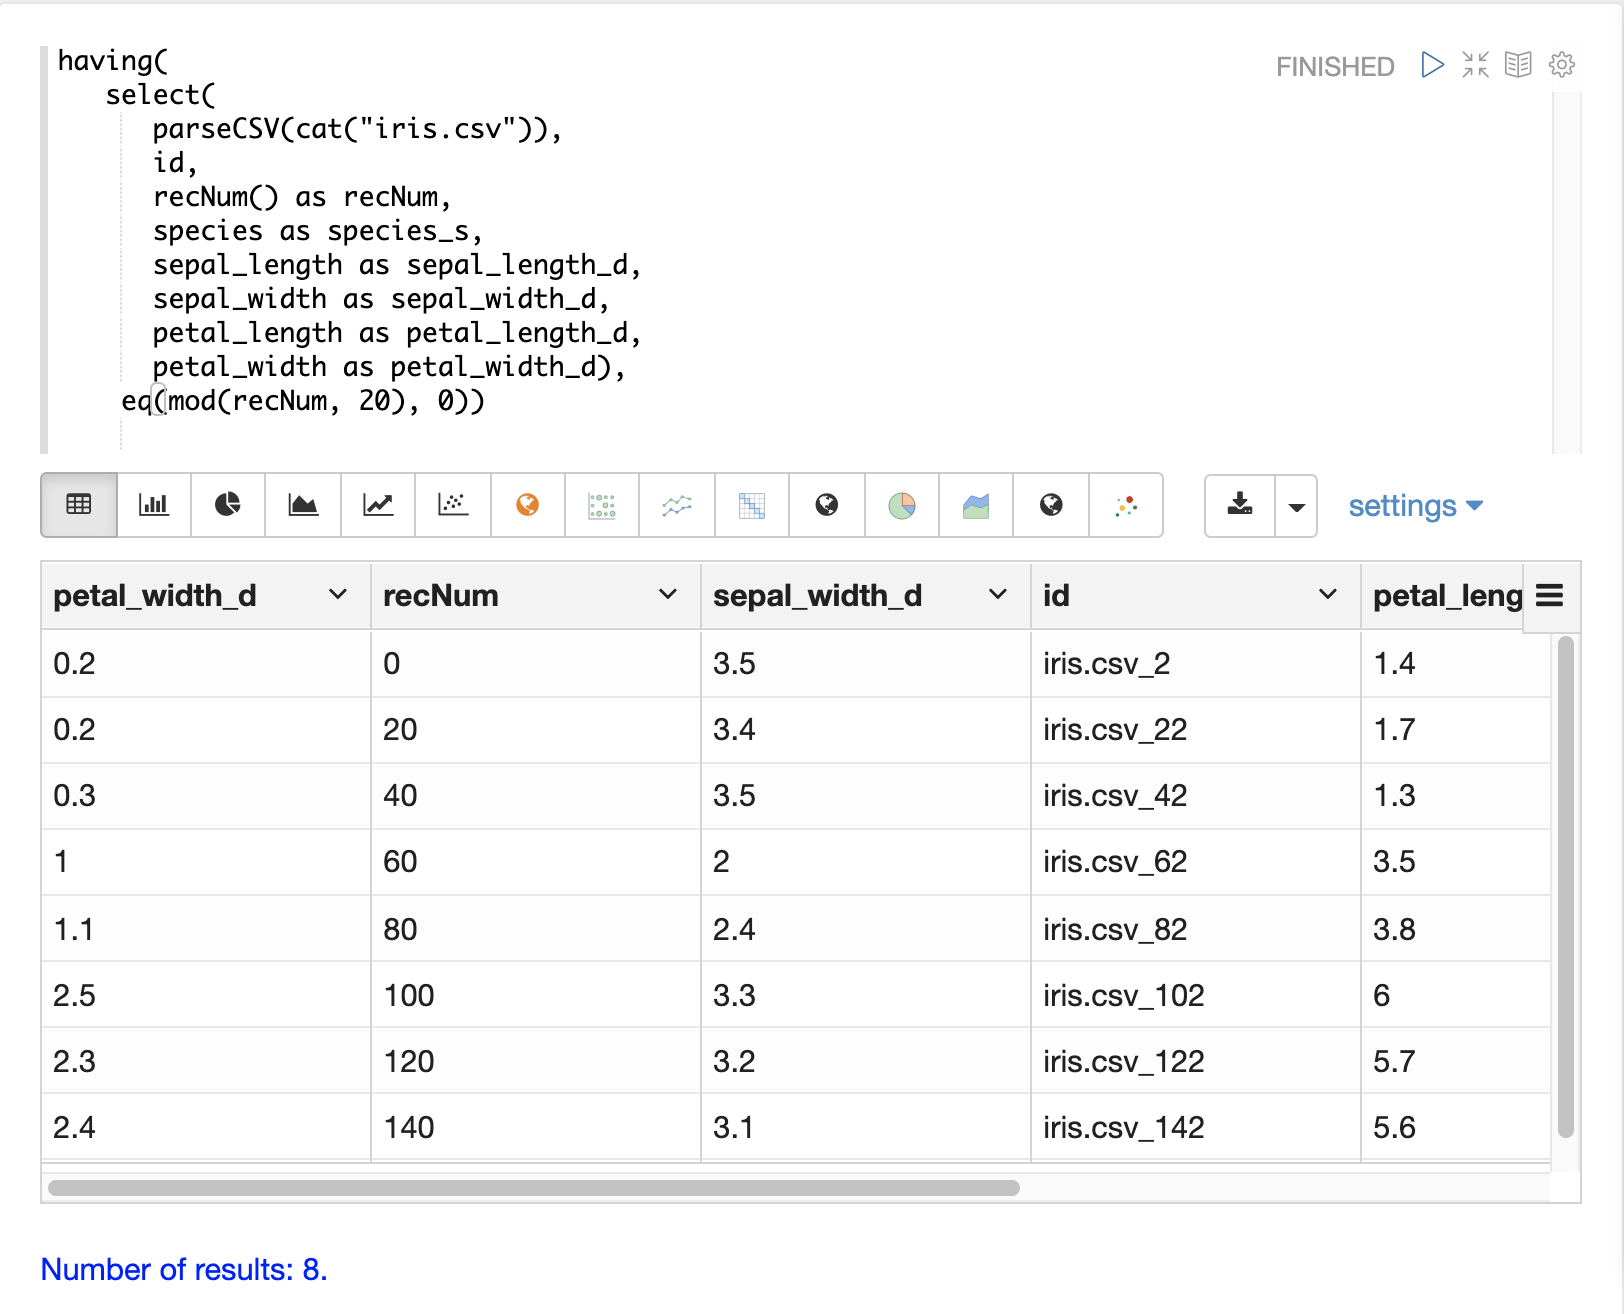 having(
select(
parseCSV(cat("iris.csv")),
id,
recNum() as recNum,
species as species_s,
sepal_length as sepal_length_d,
sepal_width as sepal_width_d,
petal_length as petal_length_d,
petal_width as petal_width_d),
eq(mod(recNum, 20), 0))
FINISHED
settings
petal_width_d recNum sepal_width_d id petal_leng
0.2 0 3.5 iris.csv_2 1.4
0.2 20 3.4 iris.csv_22 1.7
0.3 40 3.5 iris.csv_42 1.3
1 60 2 iris.csv_62 3.5
1.1 80 2.4 iris.csv_82 3.8
2.5 100 3.3 iris.csv_102 6
2.3 120 3.2 iris.csv_122 5.7
2.4 140 3.1 iris.csv_142 5.6
Number of results: 8.